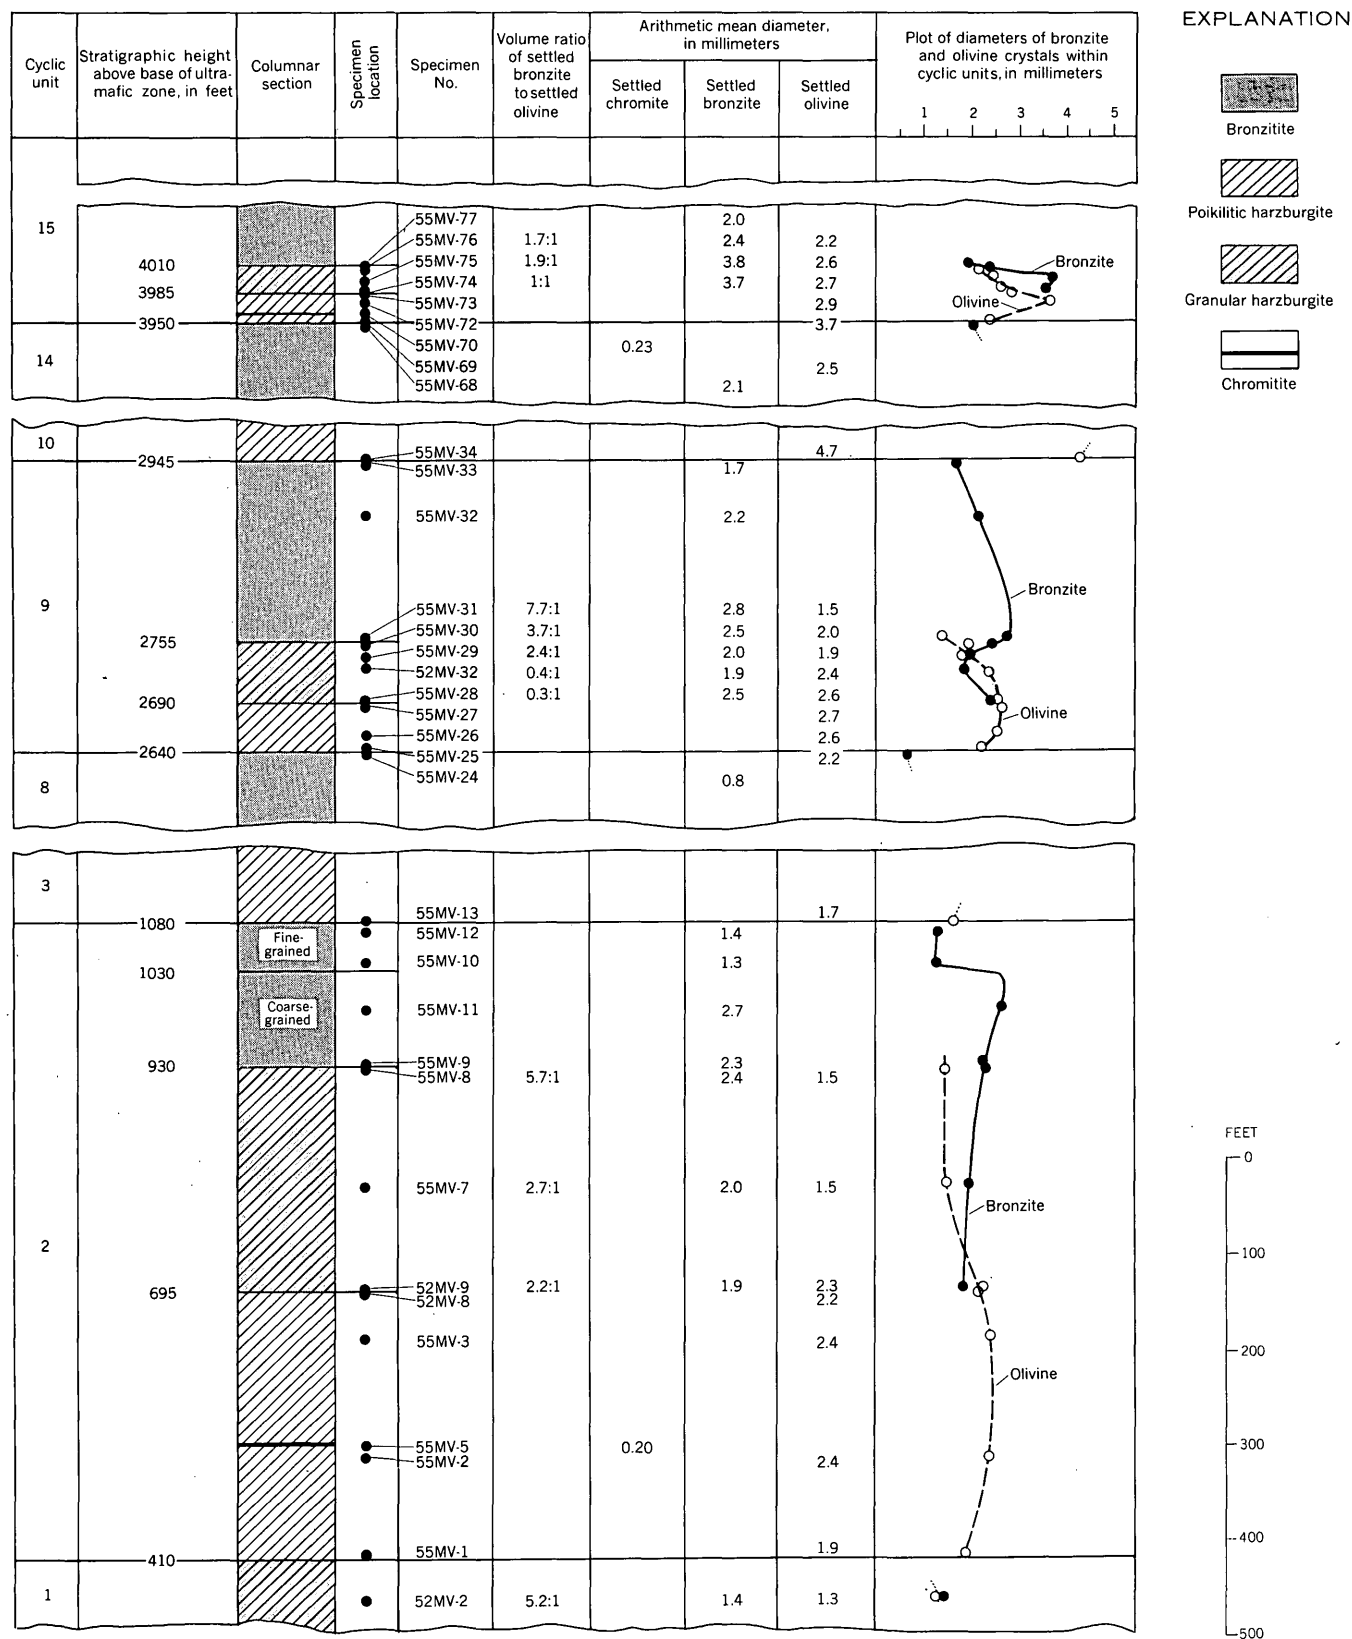 EXPLANATION
Cyclic
unit
Stratigraphic height
above base of ultra-
mafic zone, in feet
Columnar
section
Specimen
location
Specimen
No.
Volume ratio
of settled
bronzite
to settled
olivine
Arithmetic mean diameter,
in millimeters
Settled
chromite
Settled
bronzite
Settled
olivine
Plot of diameters of bronzite
and olivine crystals within
cyclic units, in millimeters
1 2 3 4 5
Bronzitite
Poikilitic harzburgite
Granular harzburgite
Chromitite
15
55MV-77 2.0
55MV-76 1.7:1 2.4 2.2
4010 55MV-75 1.9:1 3.8 2.6 Bronzite
55MV-74 1:1 3.7 2.7
3985 55MV-73 2.9 Olivine
3950 55MV-72 3.7
14 55MV-70 0.23
55MV-69 2.5
55MV-68 2.1
10 55MV-34 4.7
2945 55MV-33 1.7
55MV-32 2.2
Bronzite
9 55MV-31 7.7:1 2.8 1.5
55MV-30 3.7:1 2.5 2.0
2755 55MV-29 2.4:1 2.0 1.9
52MV-32 0.4:1 1.9 2.4
55MV-28 0.3:1 2.5 2.6
2690 55MV-27 2.7 Olivine
55MV-26 2.6
2640 55MV-25 2.2
8 55MV-24 0.8
3
55MV-13 1.7
1080
55MV-12 1.4
Fine-
grained
55MV-10 1.3
1030
Coarse-
grained
55MV-11 2.7
55MV-9 2.3
930
55MV-8 5.7:1 2.4 1.5
55MV-7 2.7:1 2.0 1.5
Bronzite
2
52MV-9 2.2:1 1.9 2.3
695
52MV-8 2.2
55MV-3 2.4
Olivine
55MV-5 0.20
55MV-2 2.4
55MV-1 1.9
410
1 52MV-2 5.2:1 1.4 1.3
FEET
0
100
200
300
400
500